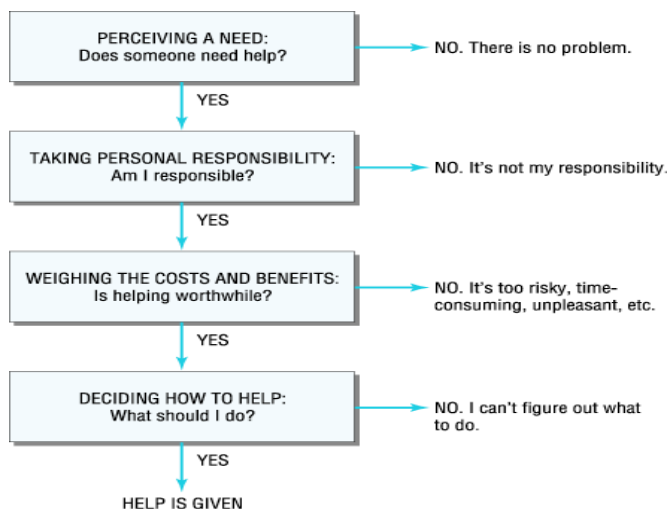 PERCEIVING A NEED:
Does someone need help?
NO. There is no problem.
YES
TAKING PERSONAL RESPONSIBILITY:
Am I responsible?
NO. It's not my responsibility.
YES
WEIGHING THE COSTS AND BENEFITS:
Is helping worthwhile?
NO. It's too risky, time-
consuming, unpleasant, etc.
YES
DECIDING HOW TO HELP:
What should I do?
NO. I can't figure out what
to do.
YES
HELP IS GIVEN